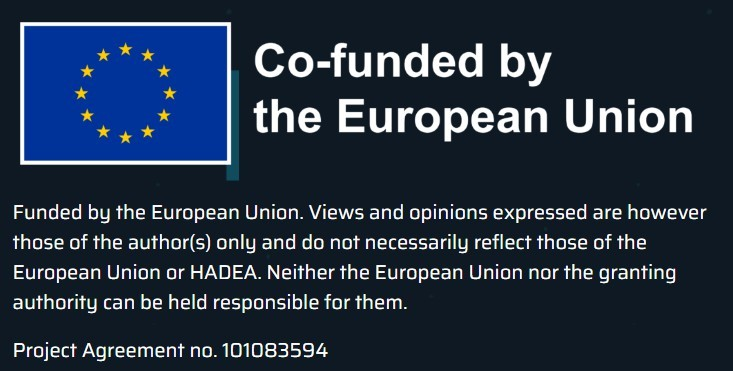 Co-funded by
the European Union
Funded by the European Union. Views and opinions expressed are however
those of the author(s) only and do not necessarily reflect those of the
European Union or HADEA. Neither the European Union nor the granting
authority can be held responsible for them.
Project Agreement no. 101083594